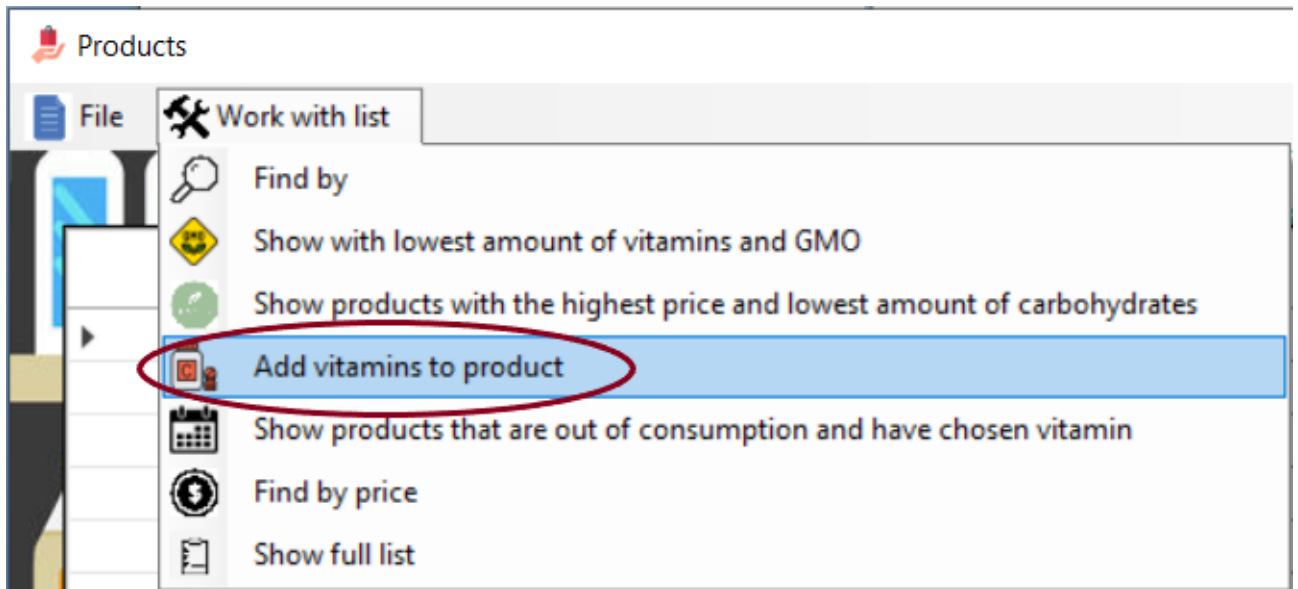 Products
File Work with list
Find by
Show with lowest amount of vitamins and GMO
Show products with the highest price and lowest amount of carbohydrates
Add vitamins to product
Show products that are out of consumption and have chosen vitamin
Find by price
Show full list